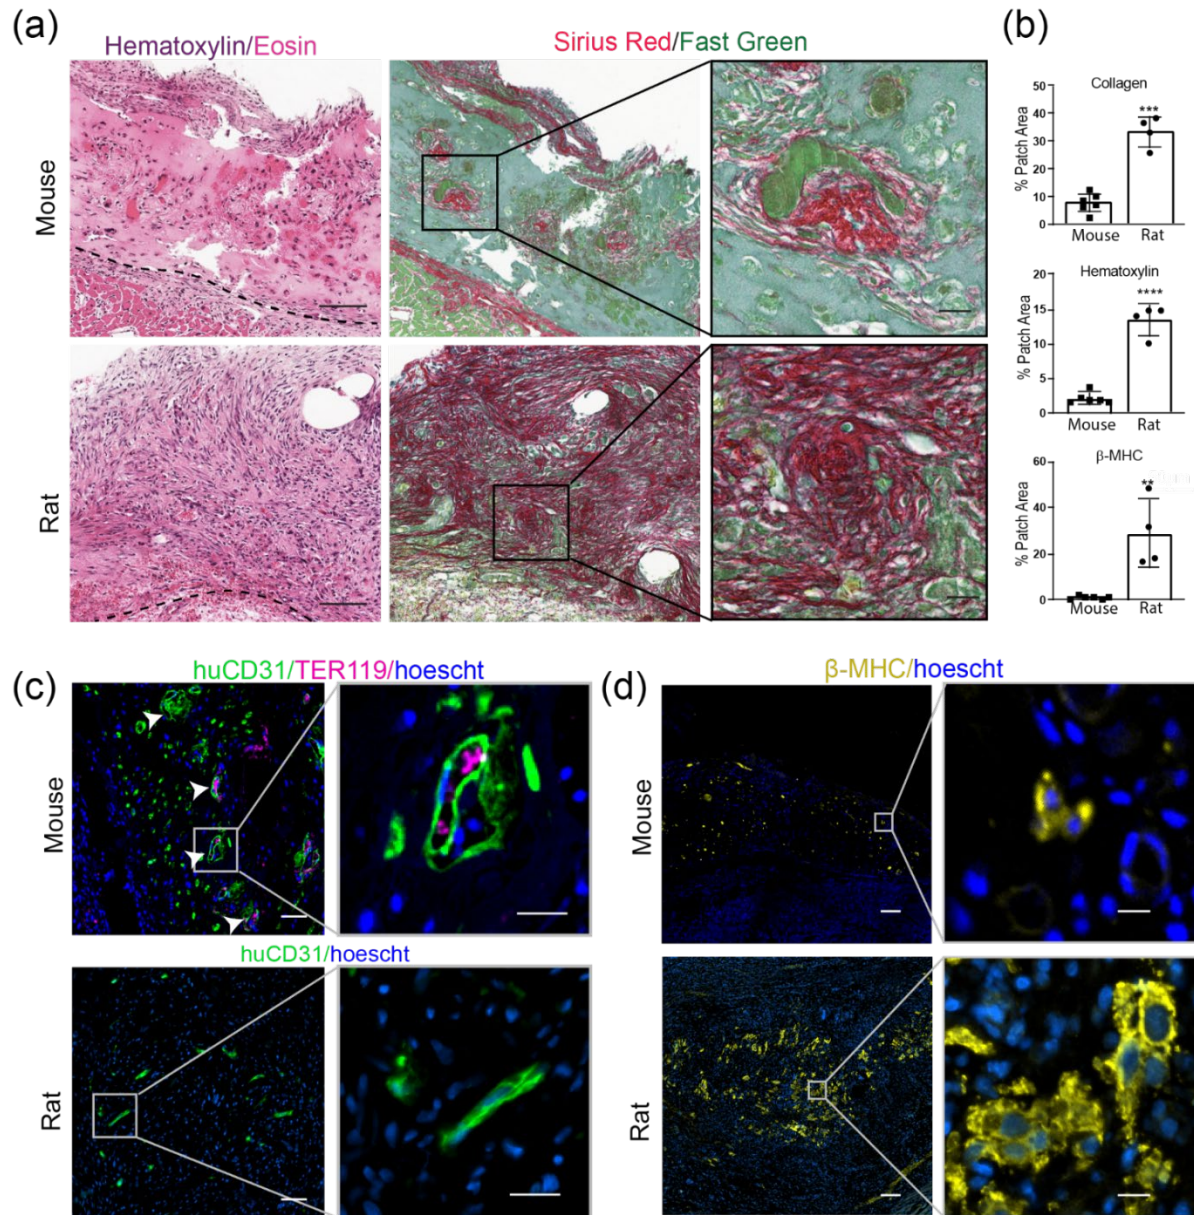 (a)
Hematoxylin/Eosin
Sirius Red/Fast Green
Mouse
Rat
(b)
Collagen
% Patch Area
50
40
30
20
10
0
***
Mouse Rat
Hematoxylin
% Patch Area
20
15
10
5
0
****
Mouse Rat
β-MHC
% Patch Area
60
40
20
0
**
Mouse Rat
(c)
huCD31/TER119/hoescht
Mouse
huCD31/hoescht
Rat
(d)
β-MHC/hoescht
Mouse
Rat